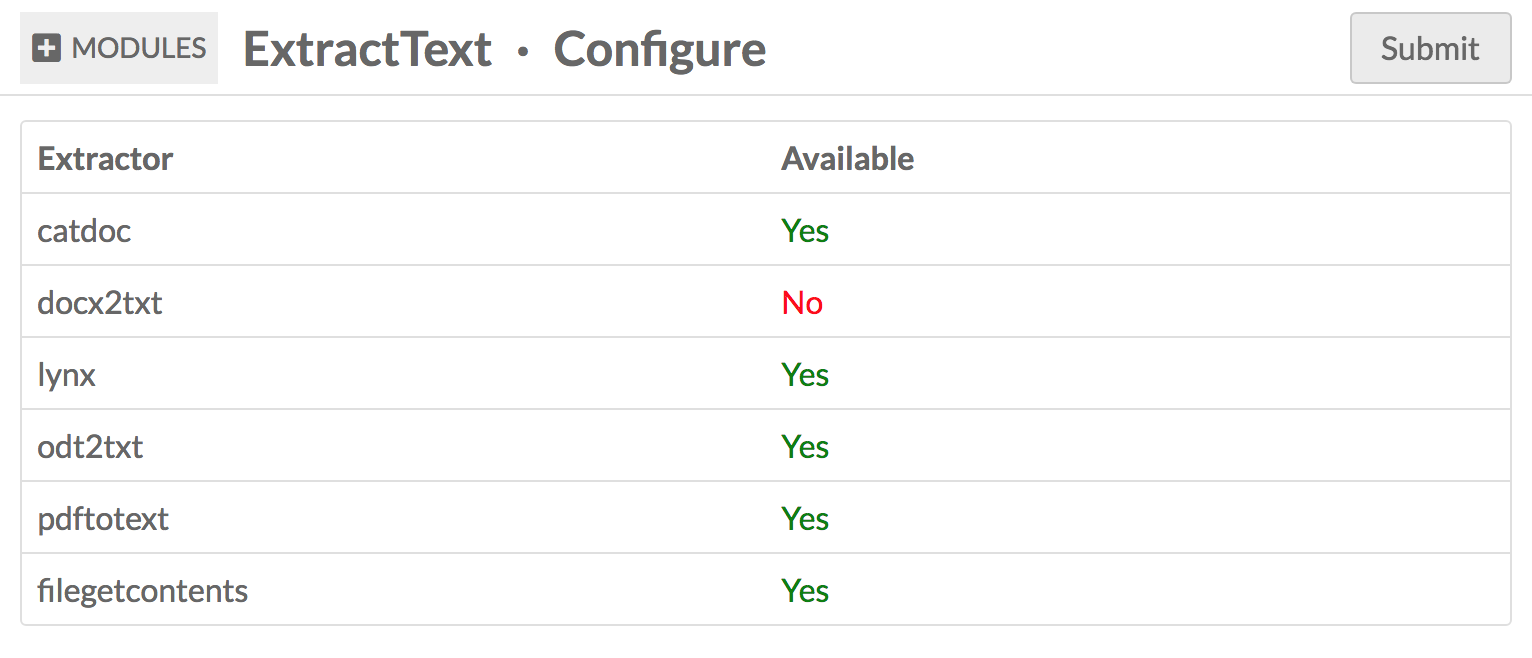 MODULES ExtractText · Configure Submit
Extractor Available
catdoc Yes
docx2txt No
lynx Yes
odt2txt Yes
pdftotext Yes
filegetcontents Yes